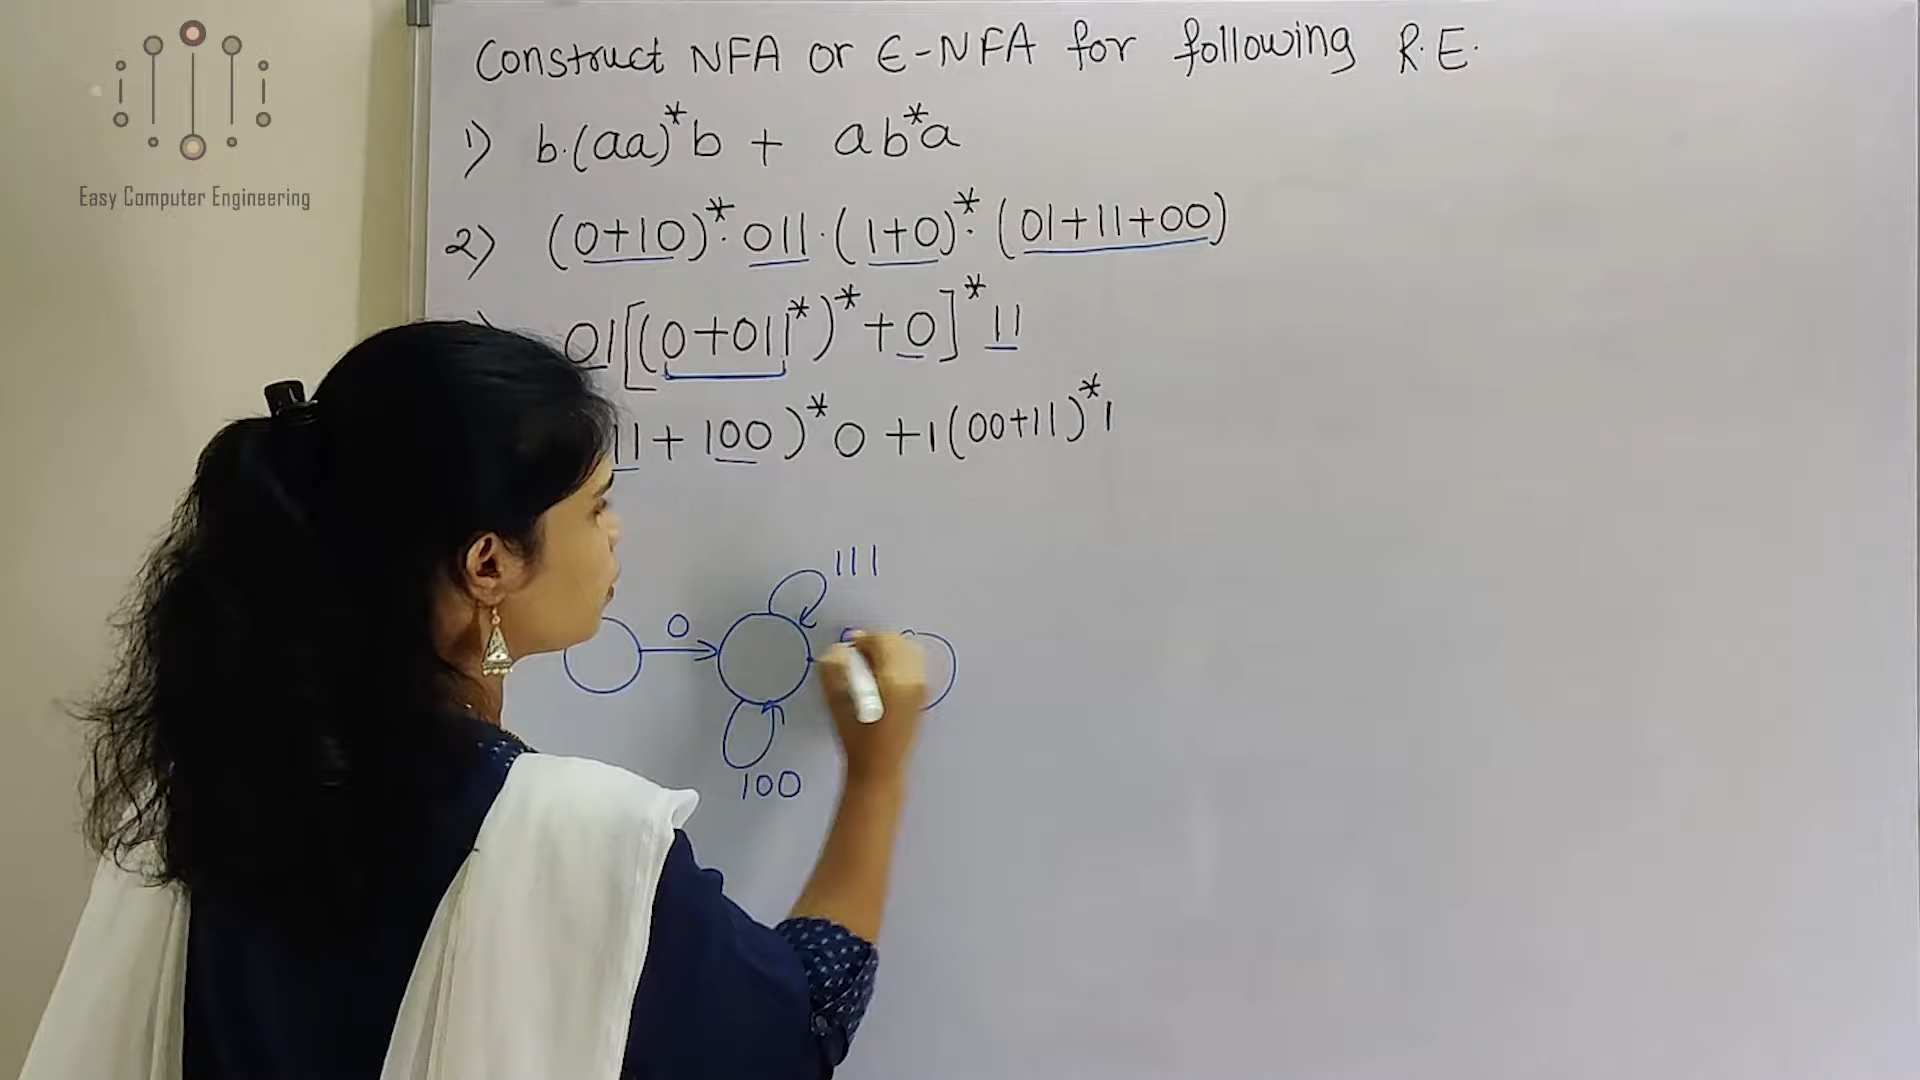 Easy Computer Engineering
Construct NFA or ε-NFA for following R.E.
1) b.(aa)*b + ab*a
2) (0+10)*.011.(1+0)*.(01+11+00)
01[(0+011*)*+0]*11
11+100)*0+1(00+11)*1
111
0
100